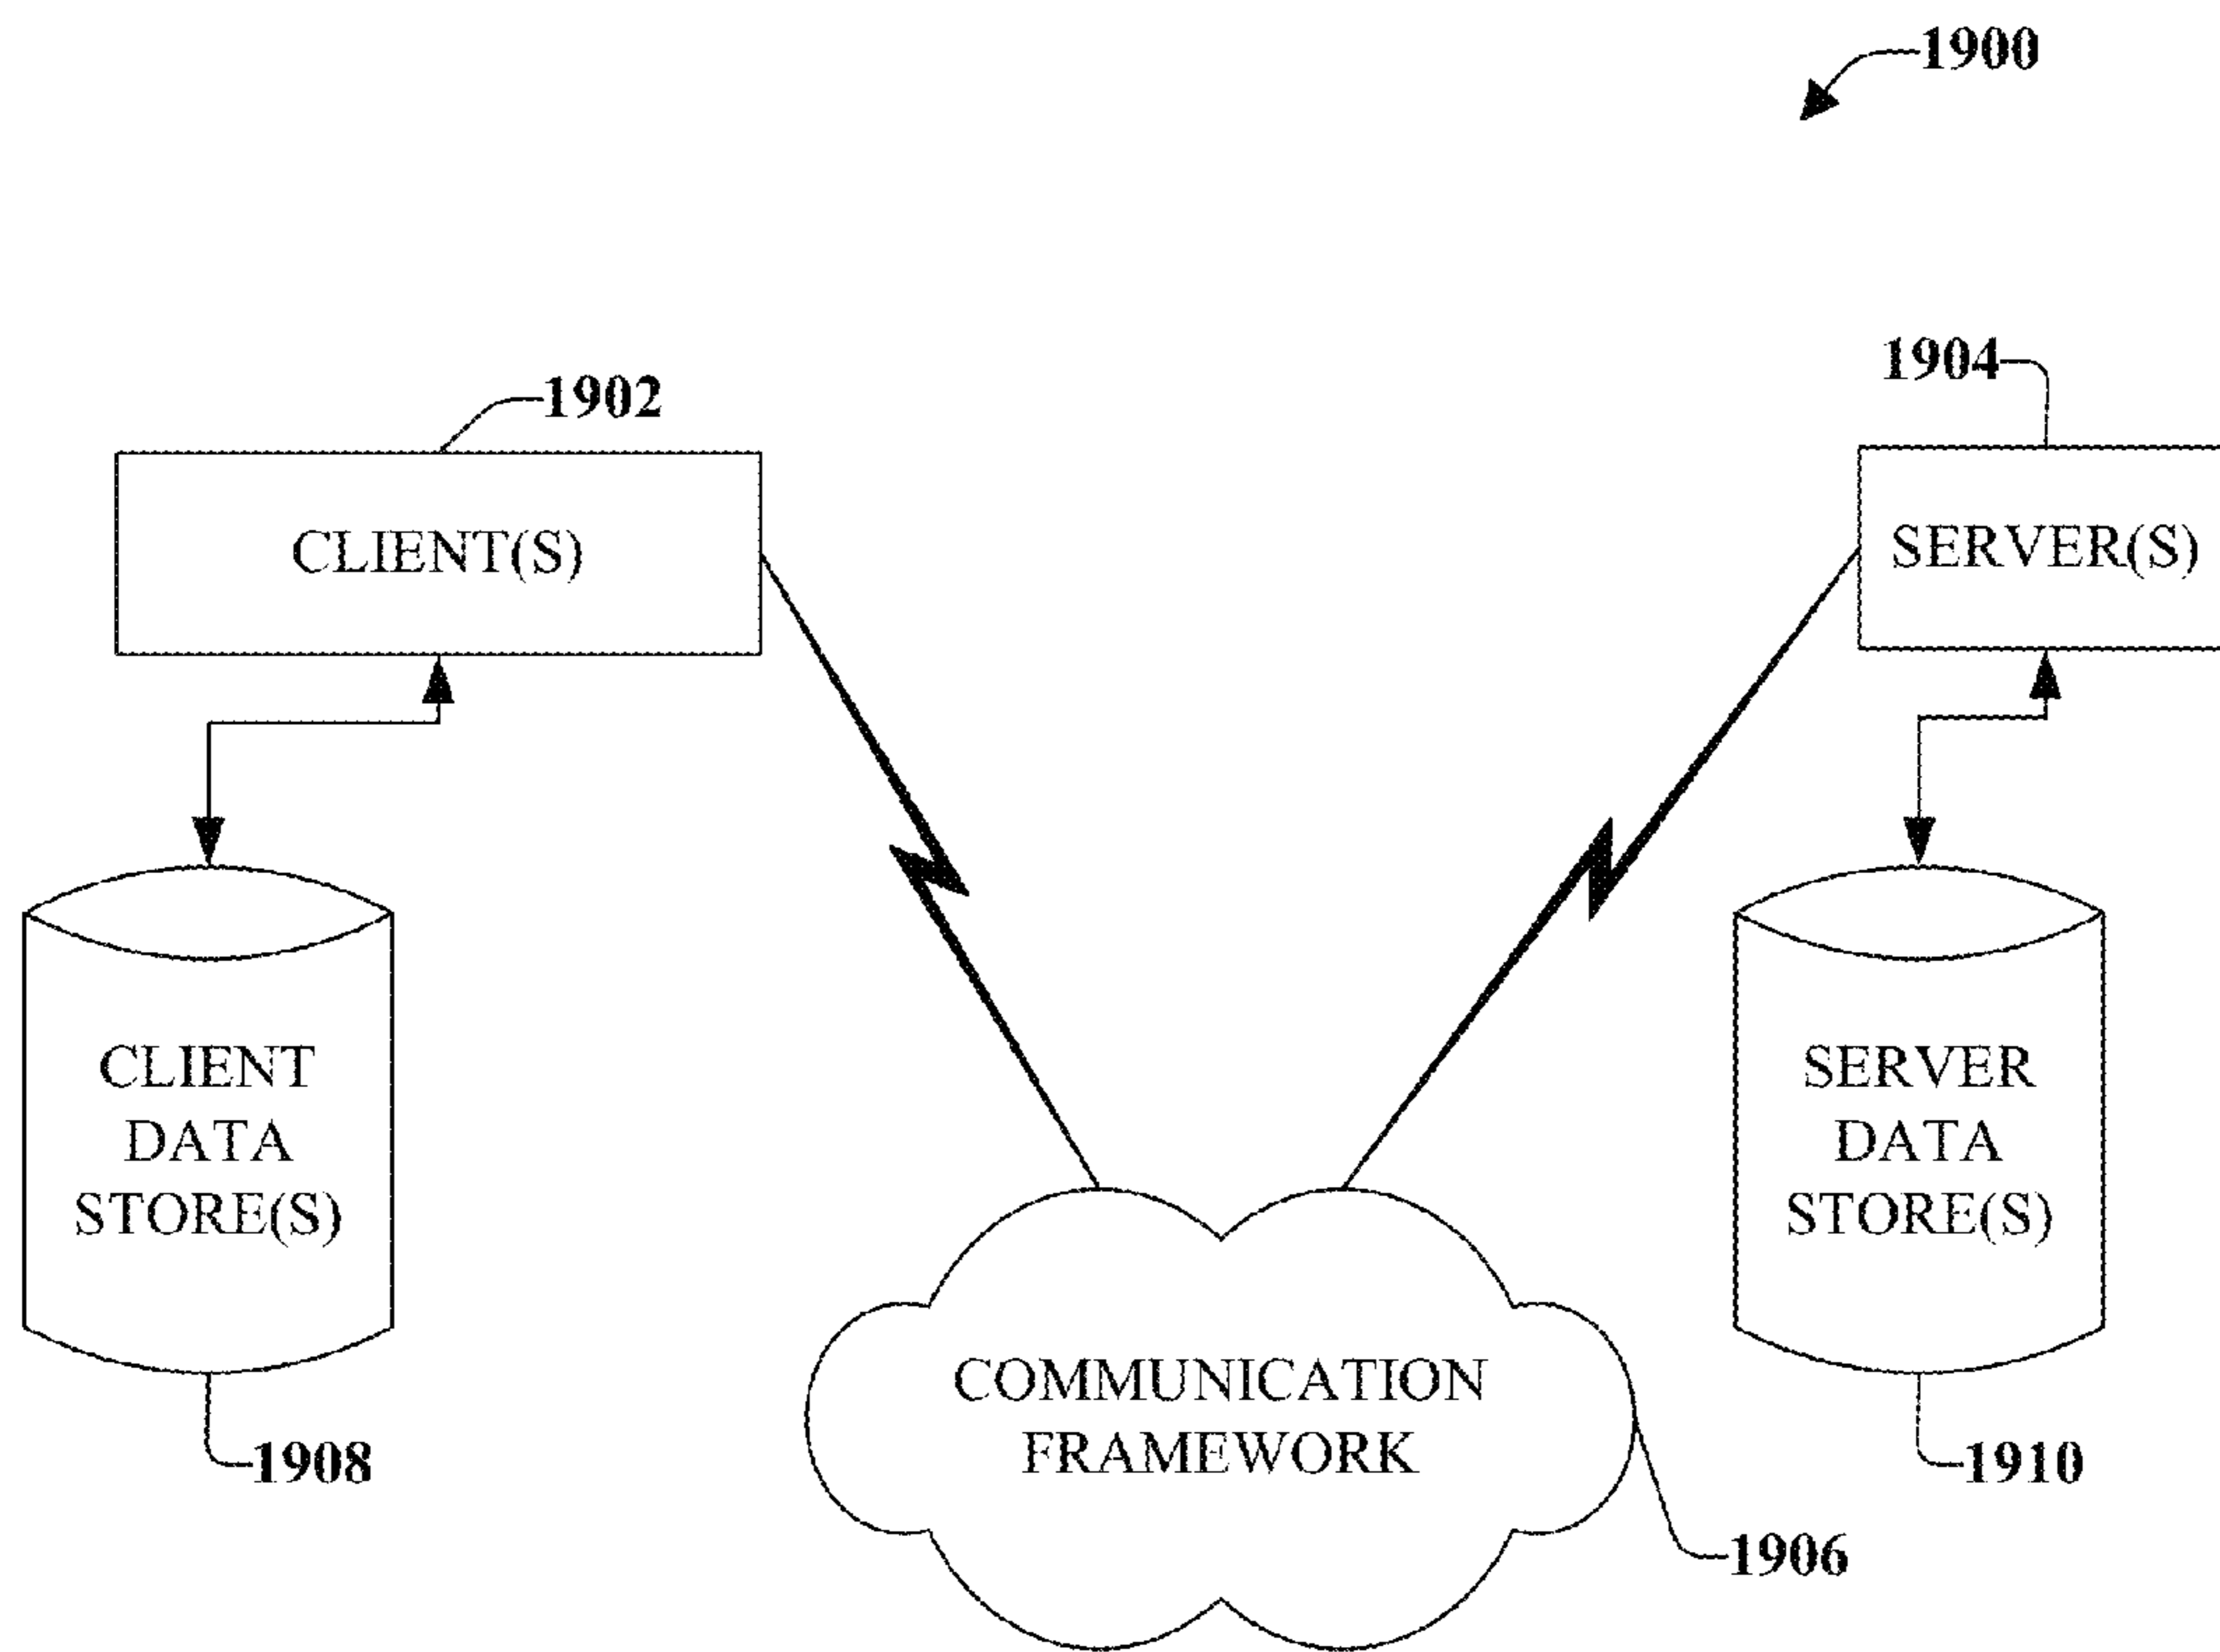 1900
1902
1904
CLIENT(S)
SERVER(S)
CLIENT
DATA
STORE(S)
SERVER
DATA
STORE(S)
COMMUNICATION
FRAMEWORK
1908
1910
1906